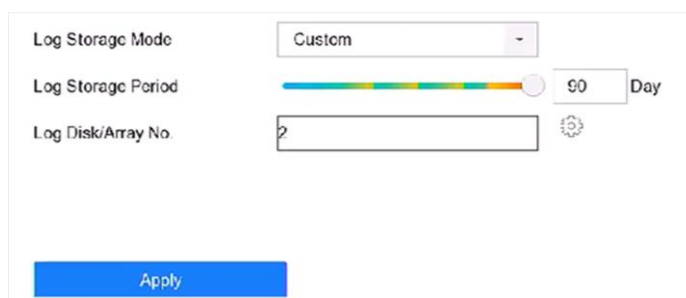 Log Storage Mode Custom
Log Storage Period 90 Day
Log Disk/Array No. 2
Apply